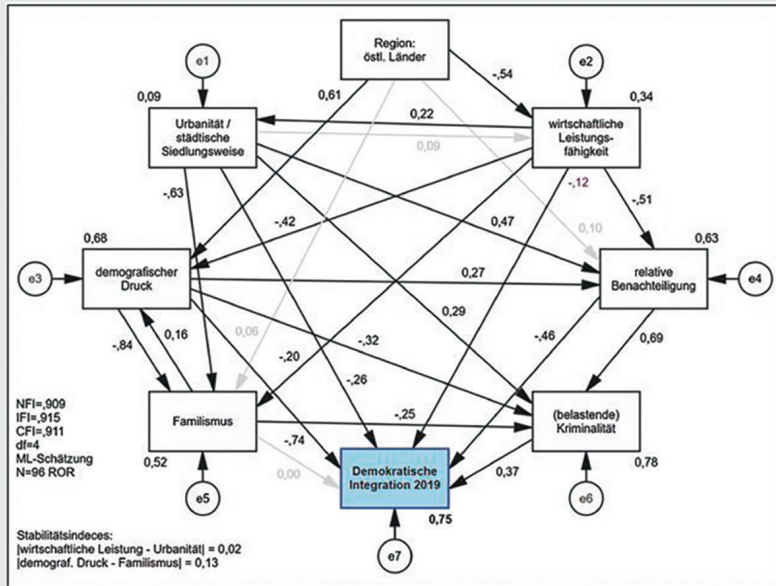 Region:
östl. Länder
e1
e2
0,09
0,61
-,54
0,34
Urbanität /
städtische
Siedlungsweise
0,22
0,09
wirtschaftliche
Leistungs-
fähigkeit
-,63
-,12
-,51
-,42
0,47
0,10
0,68
0,63
e3
demografischer
Druck
0,27
relative
Benachteiligung
e4
-,84
0,16
0,06
0,29
-,32
-,46
0,69
-,20
-,26
NFI=,909
IFI=,915
CFI=,911
df=4
ML-Schätzung
N=96 ROR
Familismus
-,25
(belastende)
Kriminalität
-,74
0,52
0,00
Demokratische
Integration 2019
0,37
0,78
e5
0,75
e6
e7
Stabilitätsindeces:
|wirtschaftliche Leistung - Urbanität| = 0,02
|demograf. Druck - Familismus| = 0,13